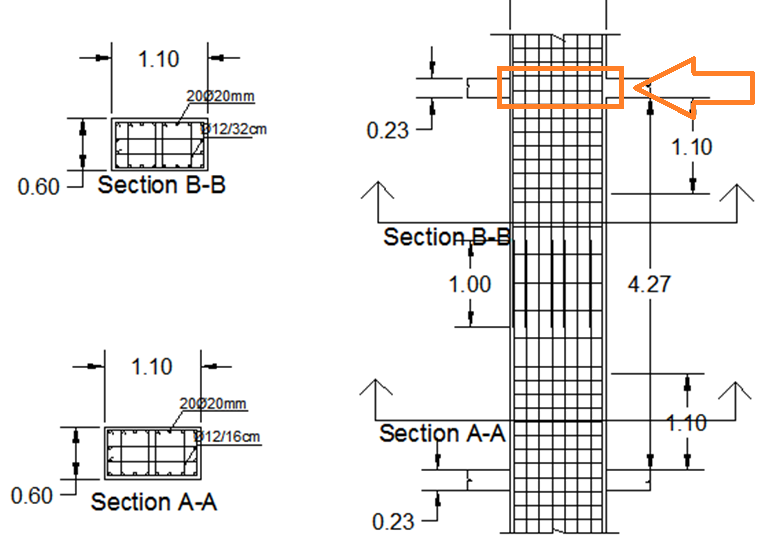 1.10
20Ø20mm
Ø12/32cm
0.60
Section B-B
1.10
20Ø20mm
Ø12/16cm
0.60
Section A-A
0.23
1.10
Section B-B
1.00
4.27
Section A-A
1.10
0.23